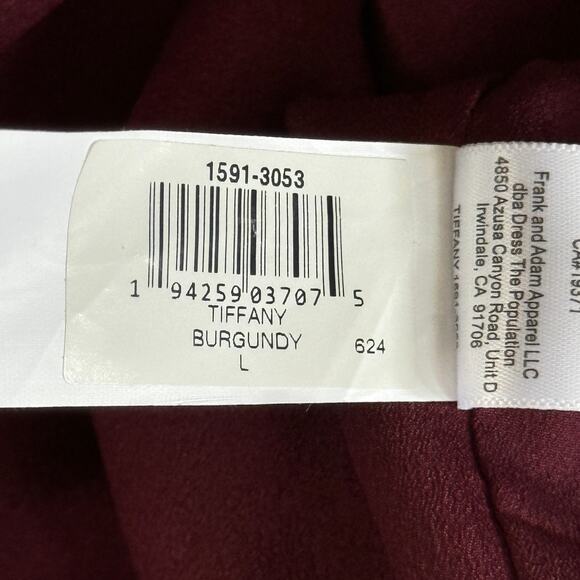 1591-3053
1 94259 03707 5
TIFFANY
BURGUNDY
L
624
Frank and Adam Apparel LLC
dba Dress The Population
4850 Azusa Canyon Road, Unit D
Irwindale, CA 91706
TIFFANY